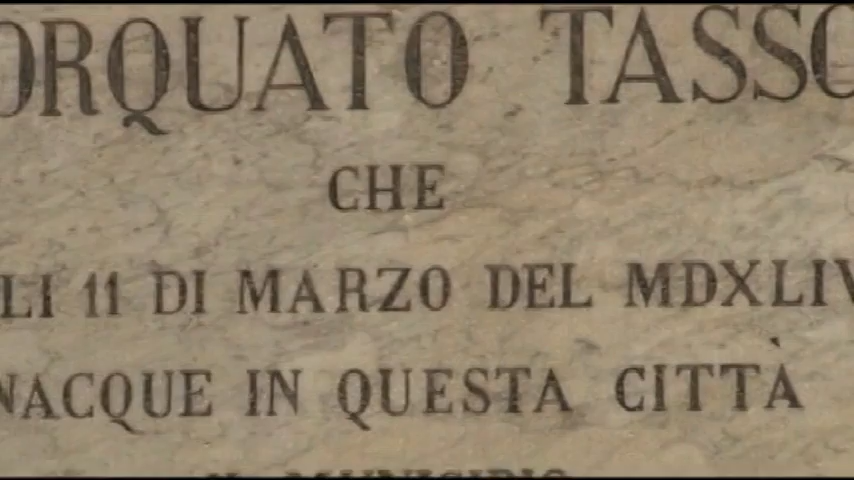 ORQUATO TASSO
CHE
LI 11 DI MARZO DEL MDXLIV
NACQUE IN QUESTA CITTÀ